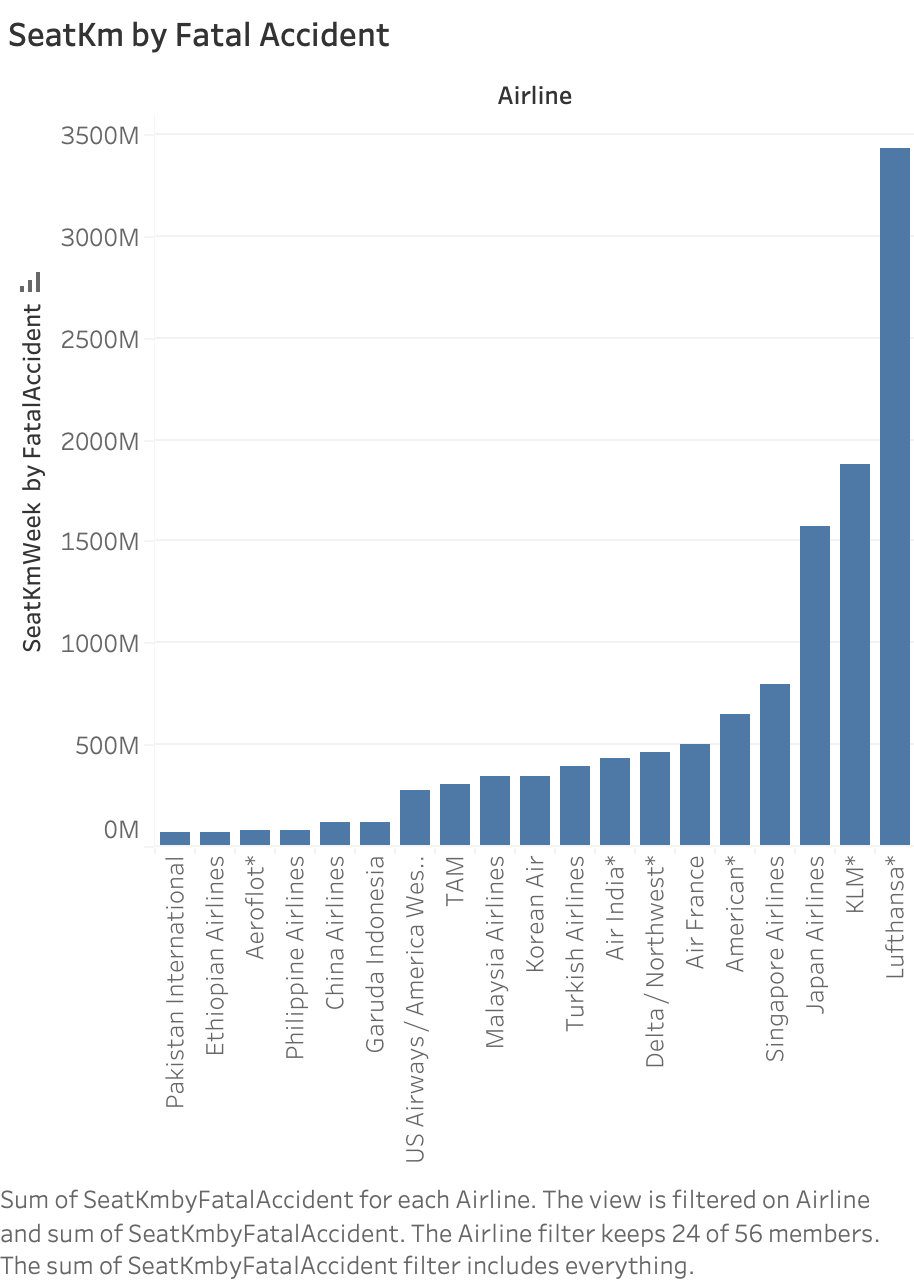 SeatKm by Fatal Accident
Airline
SeatKmWeek by FatalAccident
3500M
3000M
2500M
2000M
1500M
1000M
500M
0M
Pakistan International
Ethiopian Airlines
Aeroflot*
Philippine Airlines
China Airlines
Garuda Indonesia
US Airways / America Wes..
TAM
Malaysia Airlines
Korean Air
Turkish Airlines
Air India*
Delta / Northwest*
Air France
American*
Singapore Airlines
Japan Airlines
KLM*
Lufthansa*
Sum of SeatKmbyFatalAccident for each Airline. The view is filtered on Airline
and sum of SeatKmbyFatalAccident. The Airline filter keeps 24 of 56 members.
The sum of SeatKmbyFatalAccident filter includes everything.